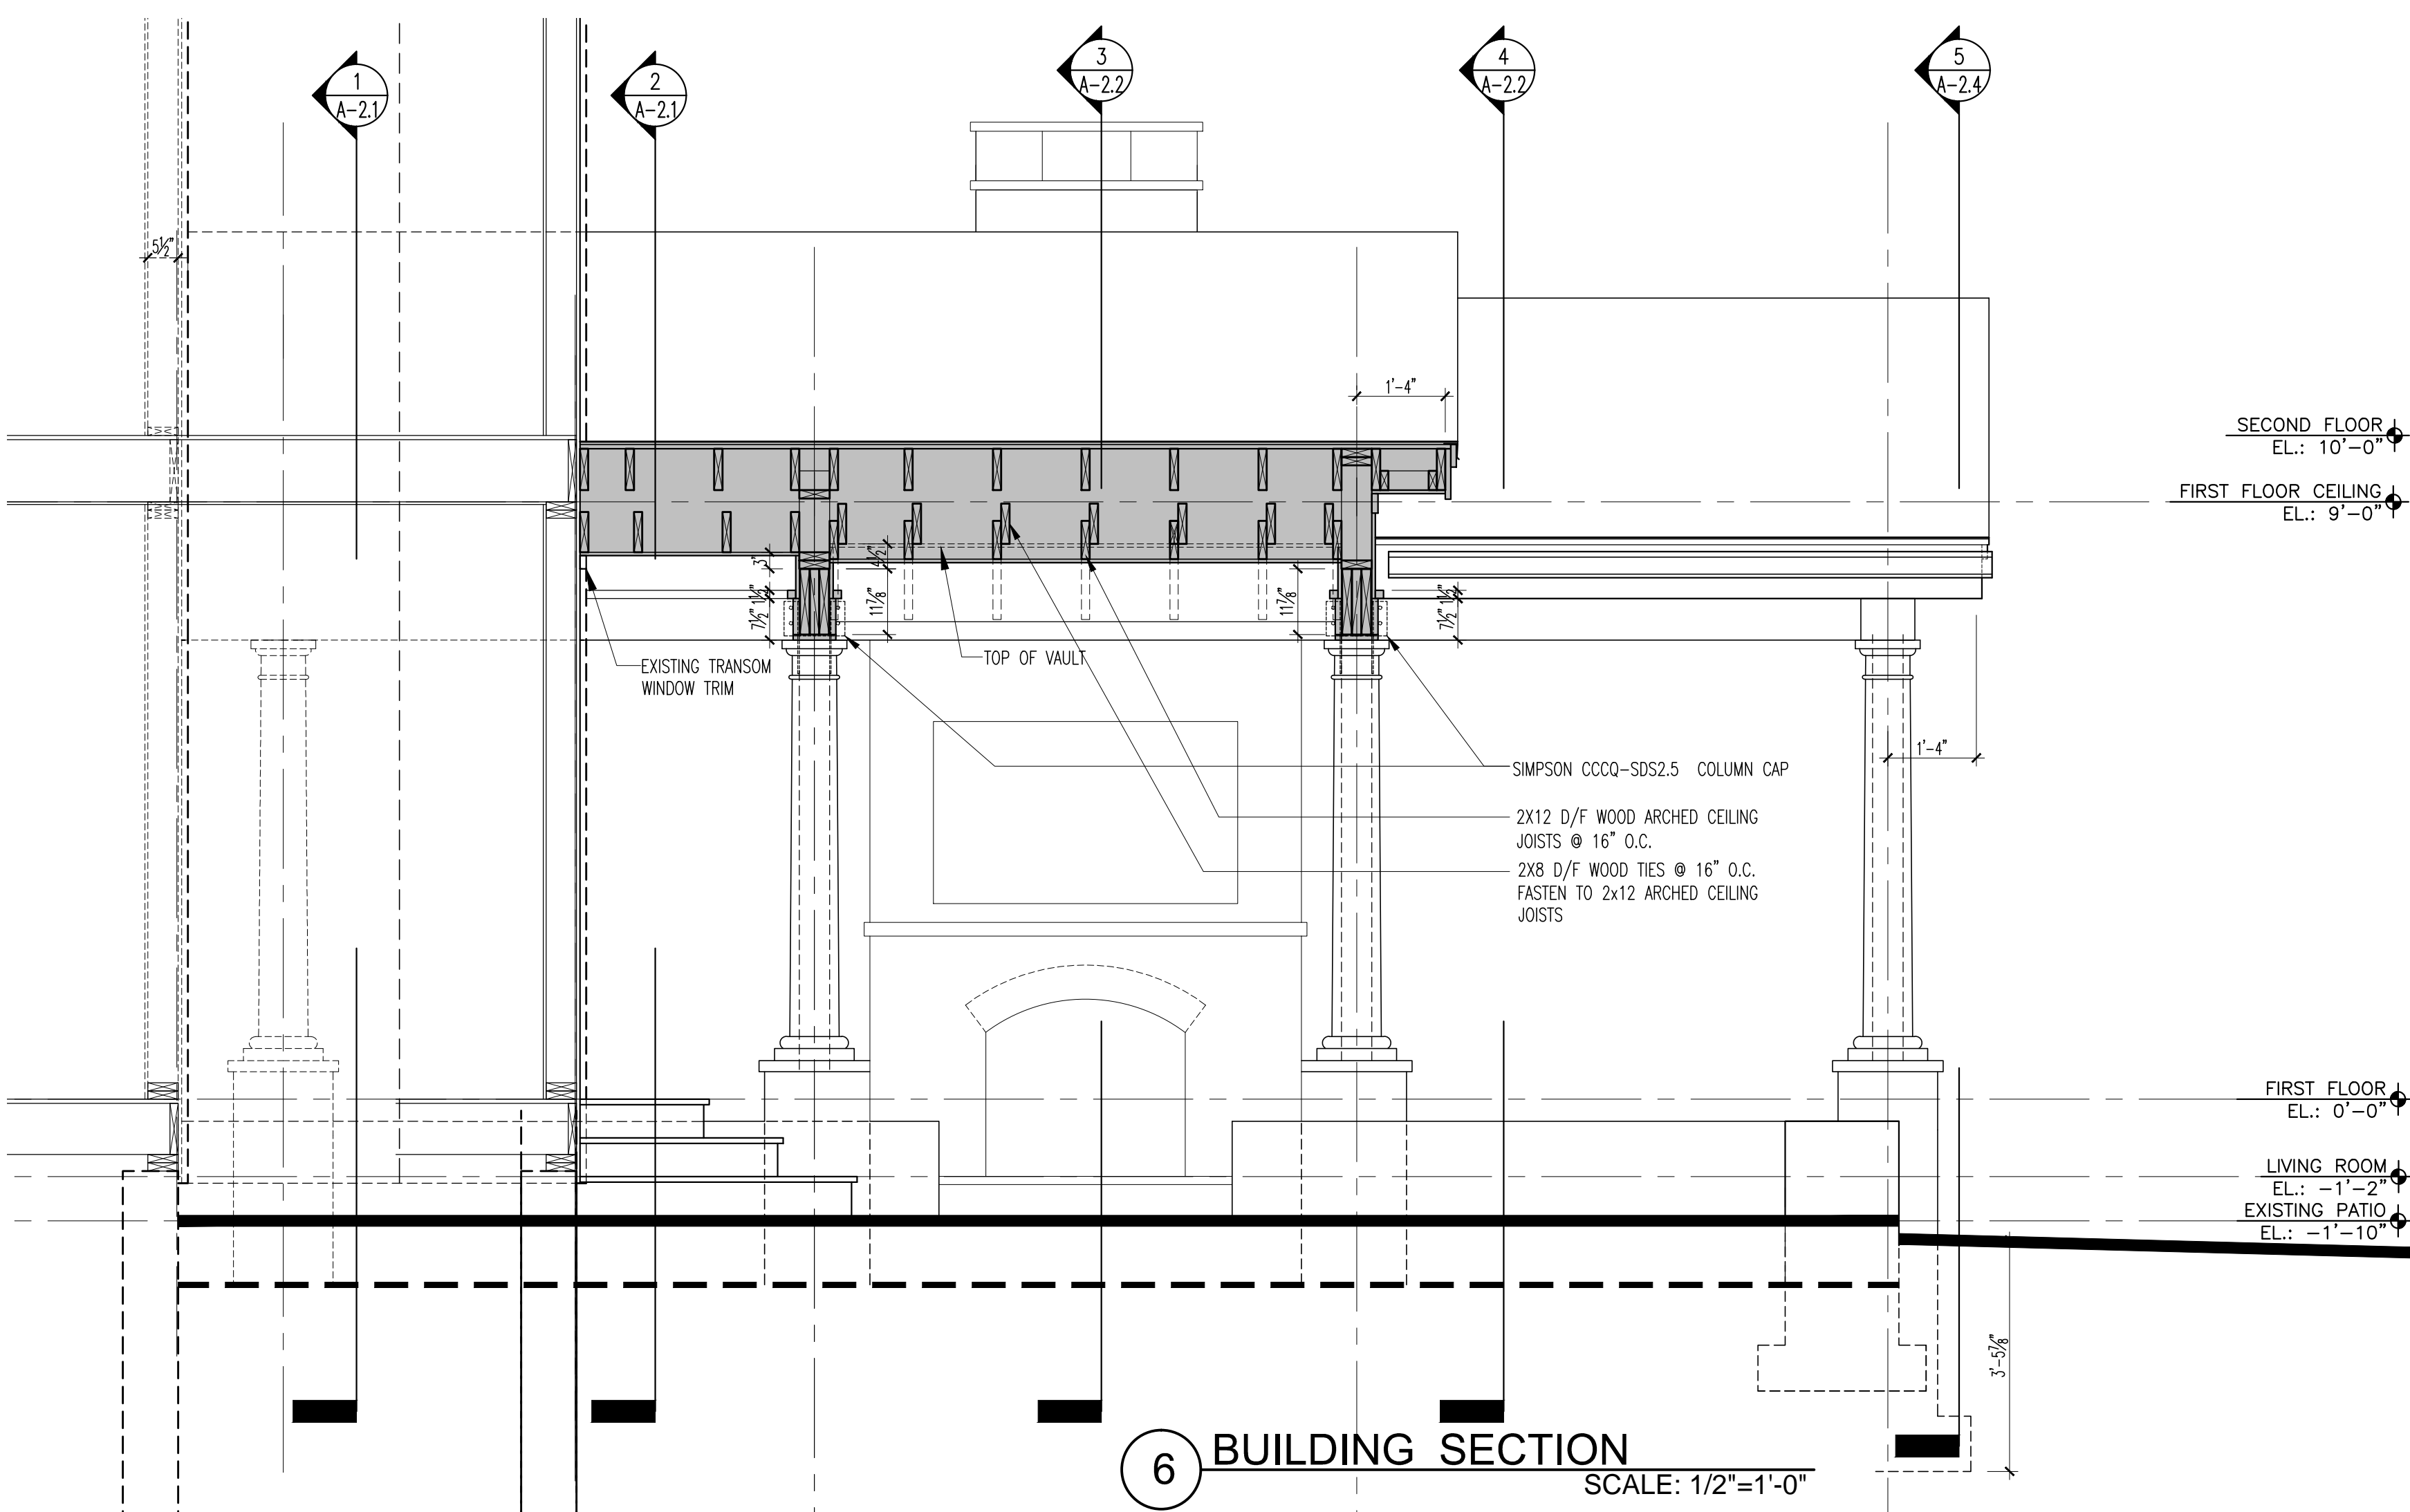 1
A-2.1
2
A-2.1
3
A-2.2
4
A-2.2
5
A-2.4
5½"
1'-4"
SECOND FLOOR
EL.: 10'-0"
FIRST FLOOR CEILING
EL.: 9'-0"
3"
4½"
7½" 1½"
11⅞"
11⅞"
7½" 1½"
EXISTING TRANSOM
WINDOW TRIM
TOP OF VAULT
1'-4"
SIMPSON CCCQ-SDS2.5 COLUMN CAP
2X12 D/F WOOD ARCHED CEILING
JOISTS @ 16" O.C.
2X8 D/F WOOD TIES @ 16" O.C.
FASTEN TO 2x12 ARCHED CEILING
JOISTS
FIRST FLOOR
EL.: 0'-0"
LIVING ROOM
EL.: -1'-2"
EXISTING PATIO
EL.: -1'-10"
3'-5⅞"
6
BUILDING SECTION
SCALE: 1/2"=1'-0"